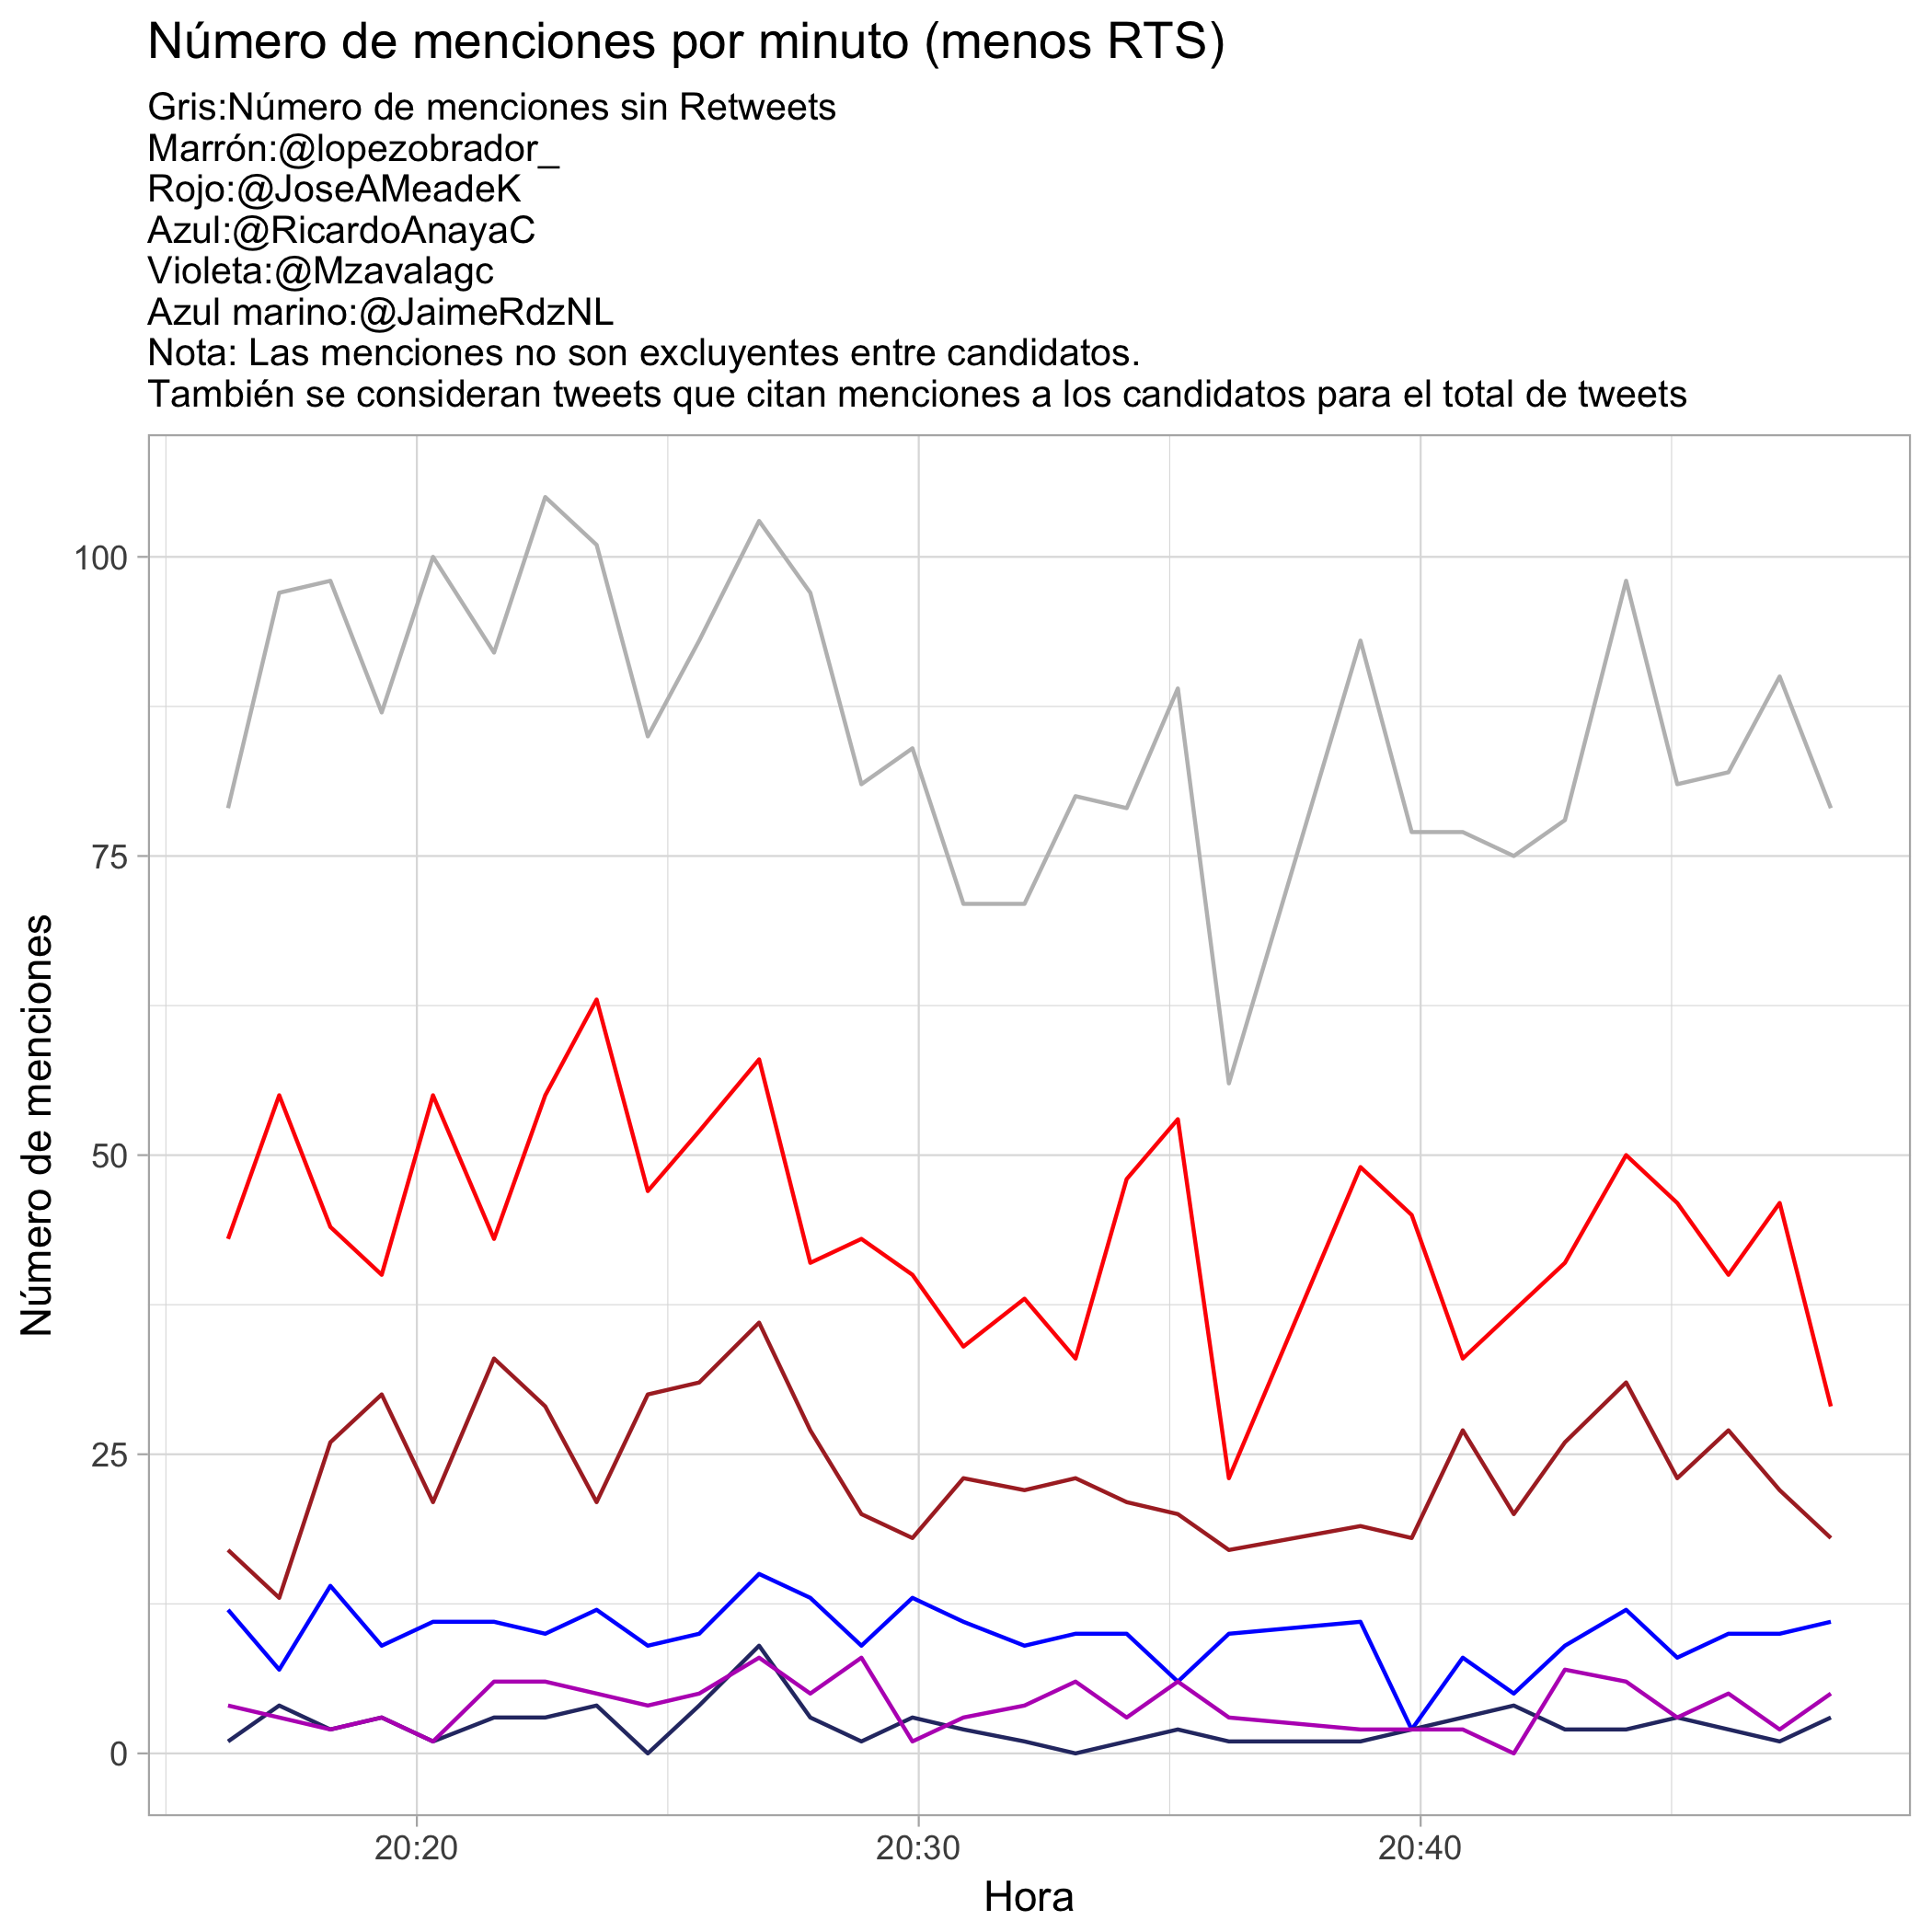 Número de menciones por minuto (menos RTS)
Gris:Número de menciones sin Retweets
Marrón:@lopezobrador_
Rojo:@JoseAMeadeK
Azul:@RicardoAnayaC
Violeta:@Mzavalagc
Azul marino:@JaimeRdzNL
Nota: Las menciones no son excluyentes entre candidatos.
También se consideran tweets que citan menciones a los candidatos para el total de tweets
100
75
50
25
0
Número de menciones
20:20
20:30
20:40
Hora